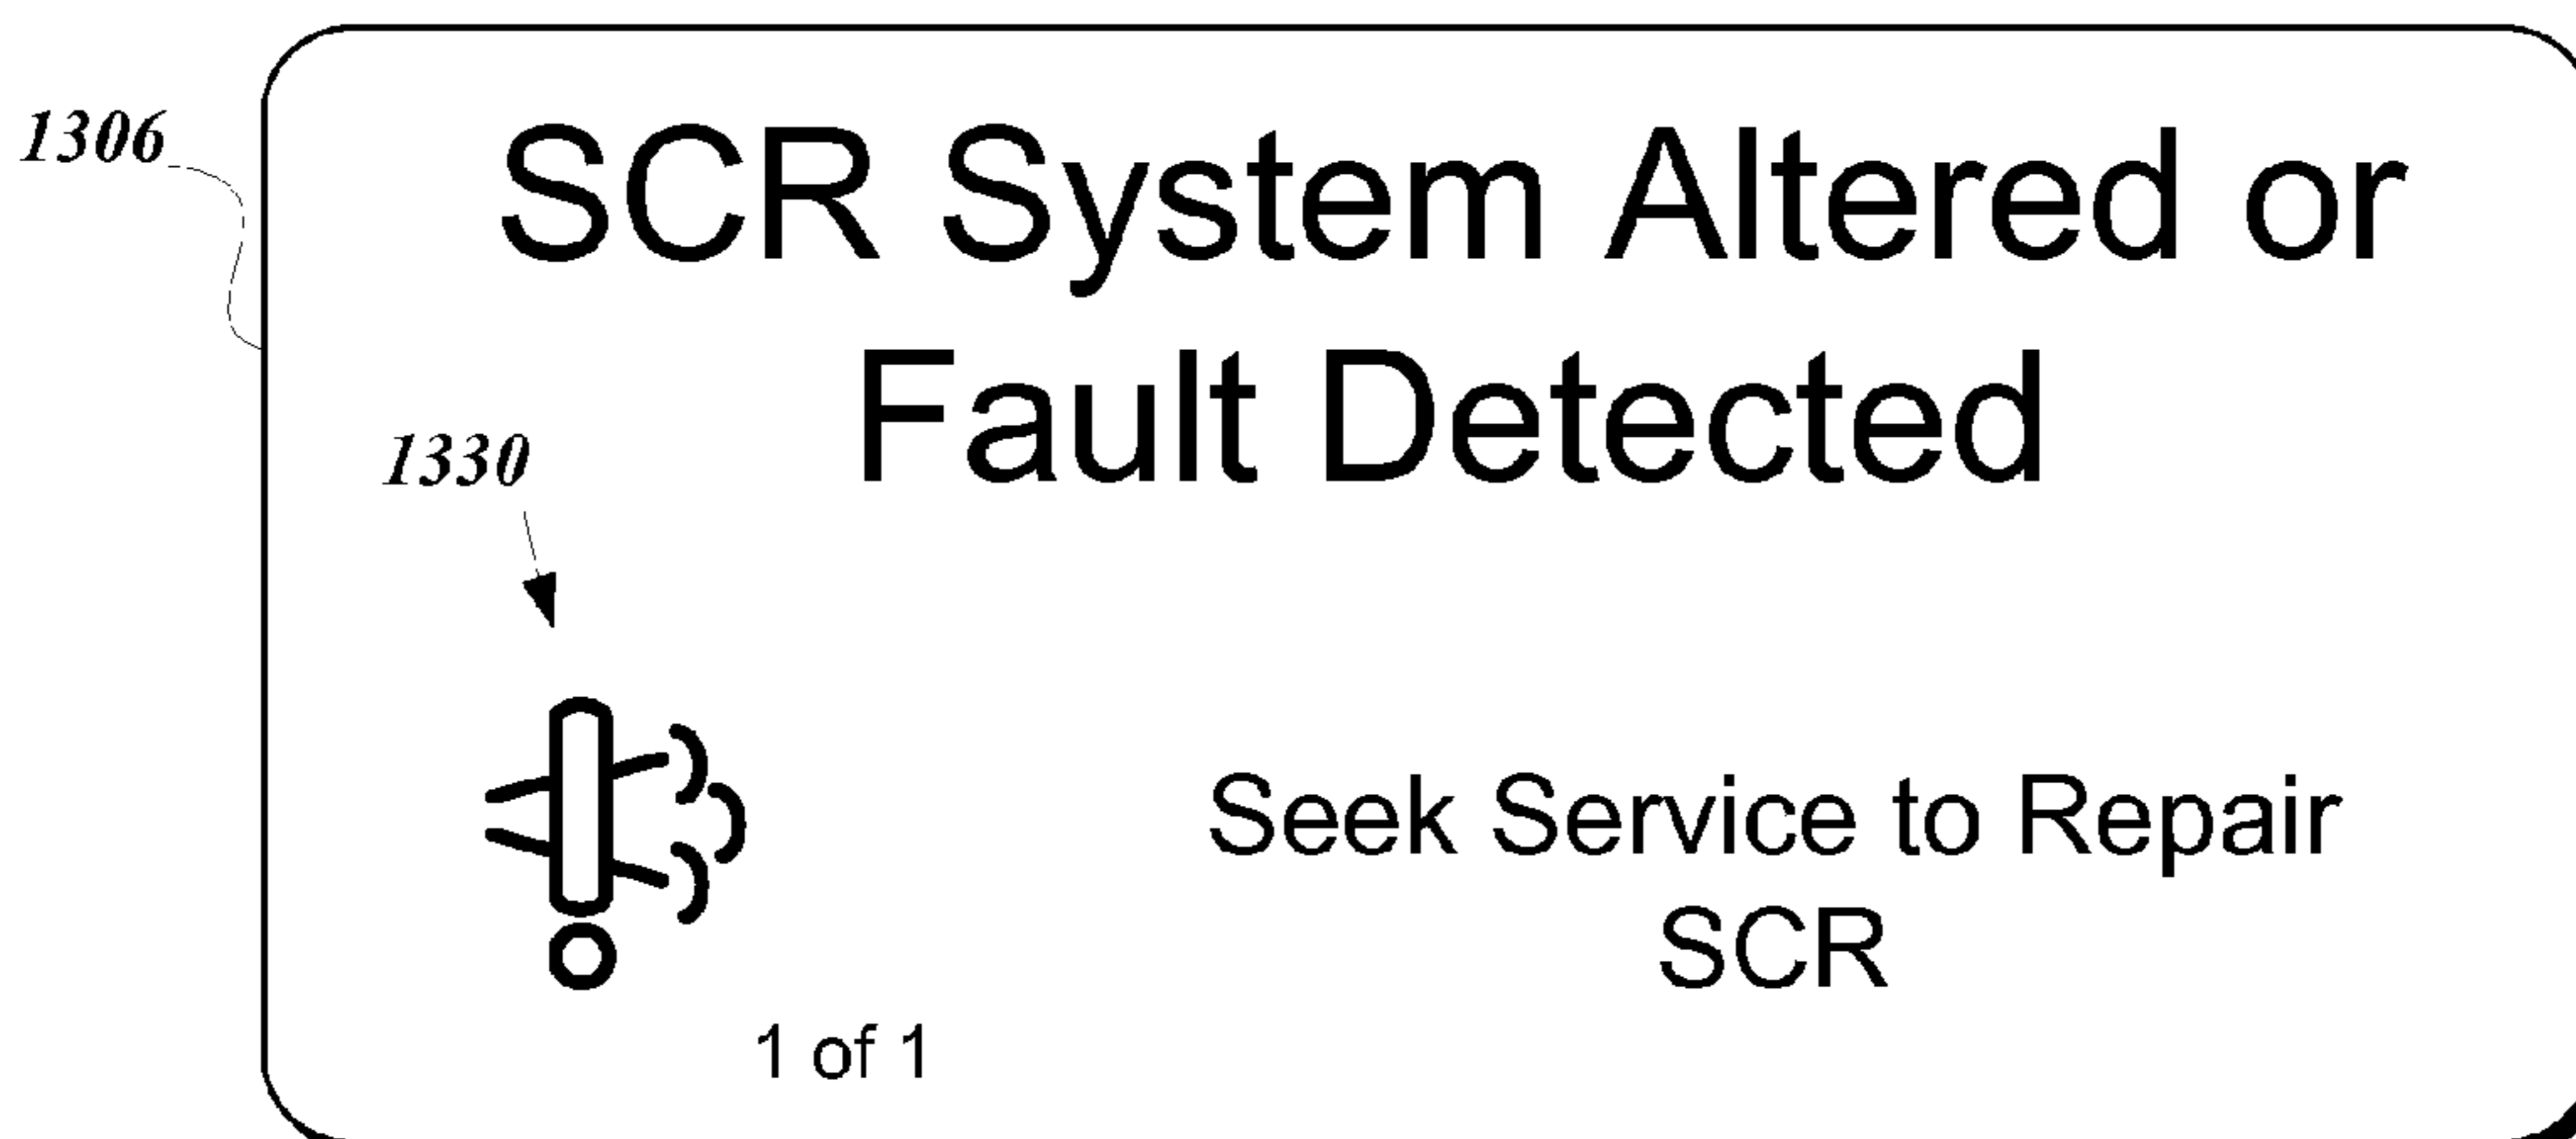 1306
SCR System Altered or
Fault Detected
1330
Seek Service to Repair
SCR
1 of 1